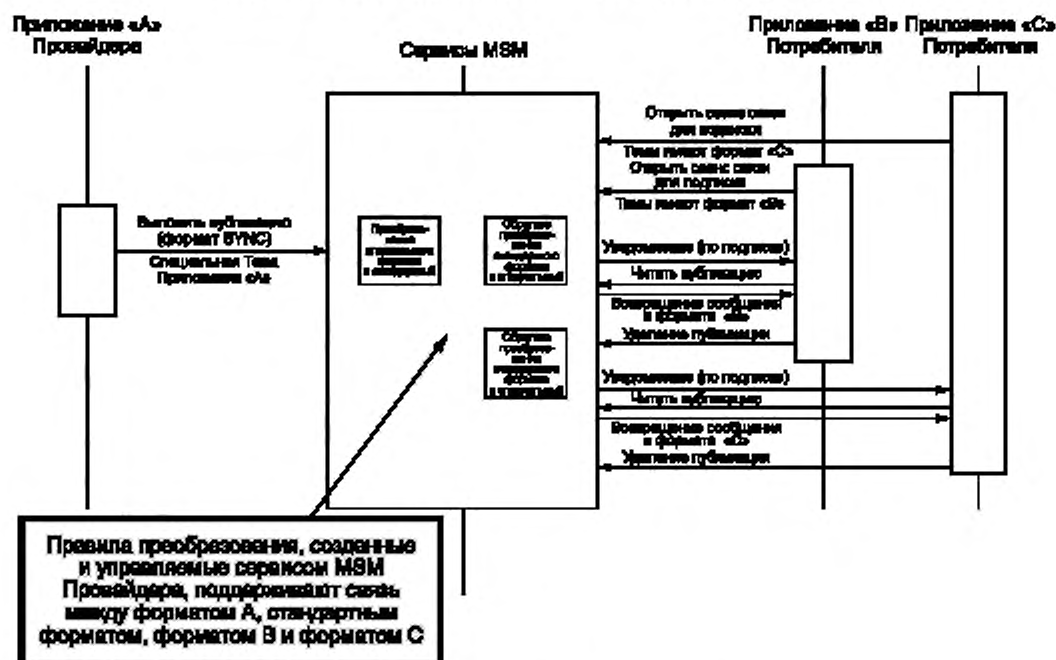 Приложение «А»
Провайдера
Сервисы MSM
Приложение «В»
Потребителя
Приложение «С»
Потребителя
Открыть сеанс связи
для подписки
Темы имеют формат «С»
Открыть сеанс связи
для подписки
Темы имеют формат «В»
Выполнить публикацию
(формат SYNC)
Специальная Тема
Приложения «А»
Уведомление (по подписке)
Читать публикацию
Возвращение сообщения
в формате «В»
Удаление публикации
Уведомление (по подписке)
Читать публикацию
Возвращение сообщения
в формате «С»
Удаление публикации
Правила преобразования, созданные
и управляемые сервисом MSM
Провайдера, поддерживают связь
между форматом А, стандартным
форматом, форматом В и форматом С